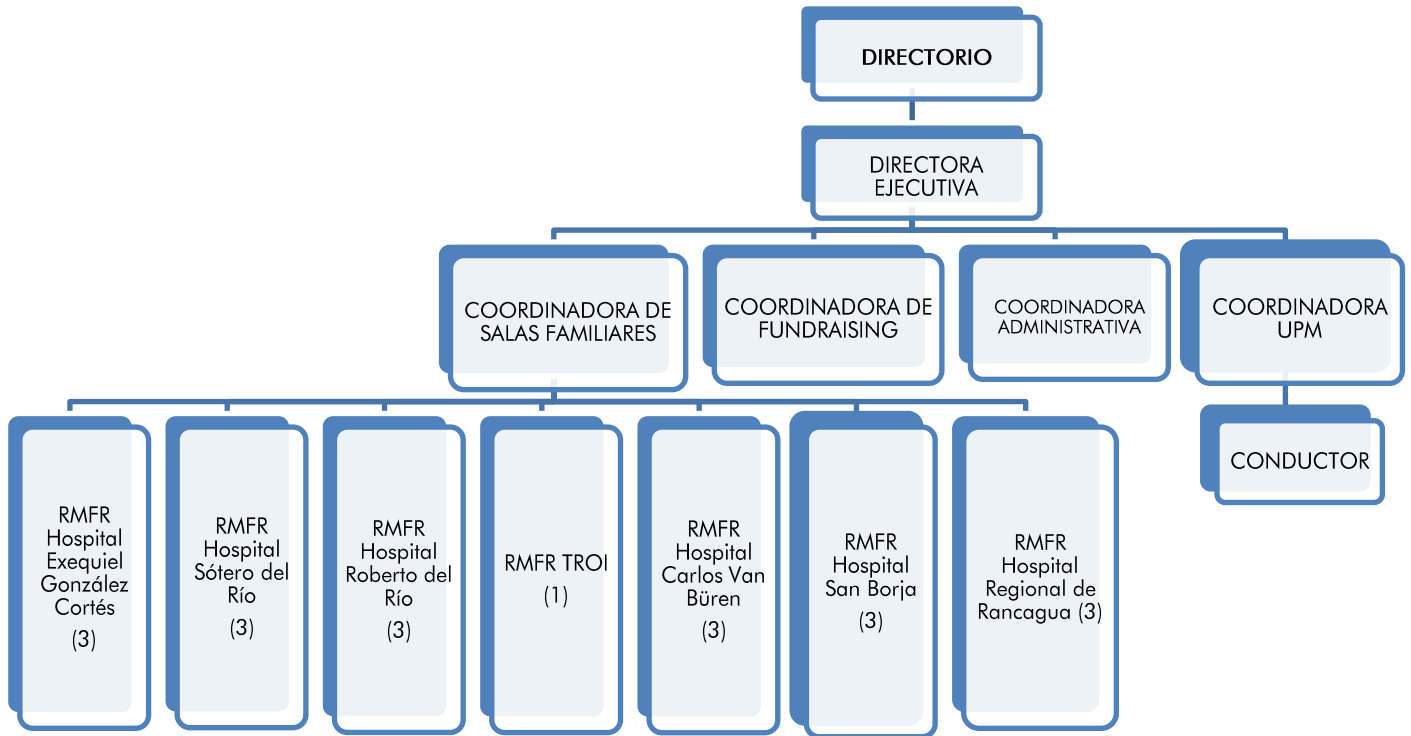 DIRECTORIO
DIRECTORA
EJECUTIVA
COORDINADORA DE
SALAS FAMILIARES
COORDINADORA DE
FUNDRAISING
COORDINADORA
ADMINISTRATIVA
COORDINADORA
UPM
RMFR
Hospital
Exequiel
González
Cortés
(3)
RMFR
Hospital
Sótero del
Río
(3)
RMFR
Hospital
Roberto del
Río
(3)
RMFR TROI
(1)
RMFR
Hospital
Carlos Van
Büren
(3)
RMFR
Hospital
San Borja
(3)
RMFR
Hospital
Regional de
Rancagua (3)
CONDUCTOR